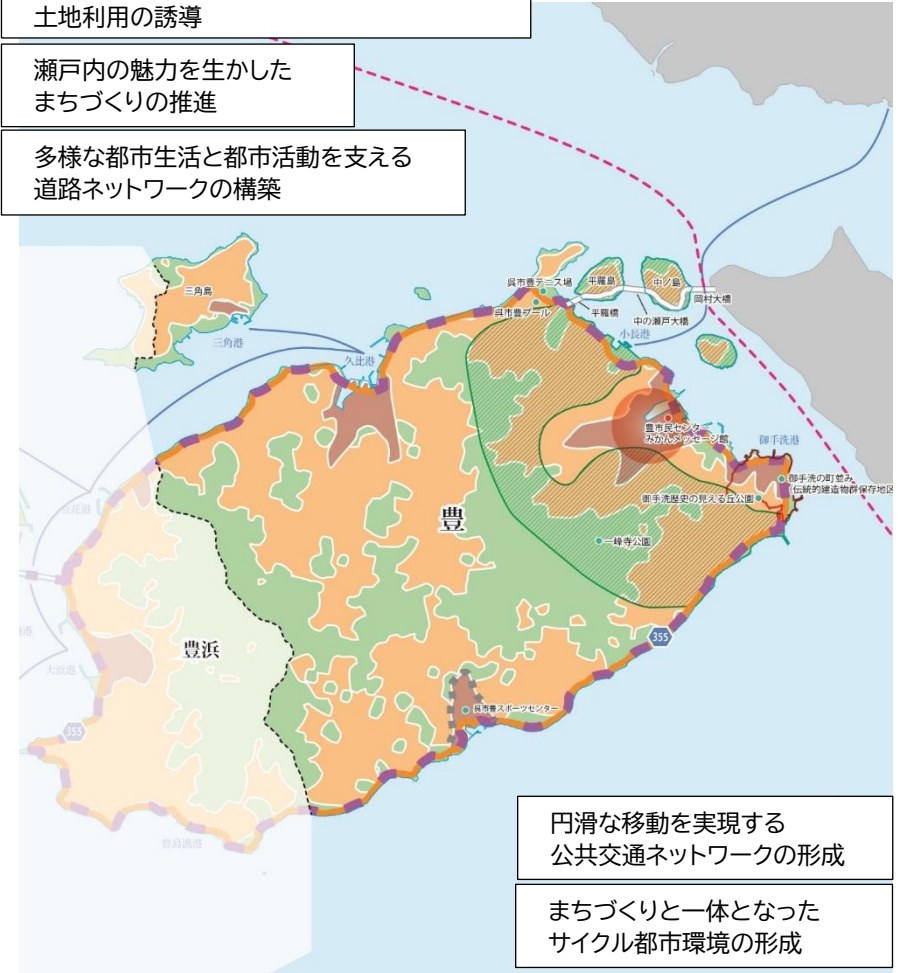 土地利用の誘導
瀬戸内の魅力を生かした
まちづくりの推進
多様な都市生活と都市活動を支える
道路ネットワークの構築
三角島
三角港
久比港
呉市豊テニス場
呉市豊プール
平羅島
中ノ島
平羅橋
中の瀬戸大橋
岡村大橋
小長港
豊市民センター
みかんメッセージ館
御手洗港
御手洗の町並み
(伝統的建造物群保存地区
御手洗歴史の見える丘公園
一峰寺公園
豊
355
立花港
豊浜
大浜港
355
呉市豊スポーツセンター
豊島漁港
円滑な移動を実現する
公共交通ネットワークの形成
まちづくりと一体となった
サイクル都市環境の形成